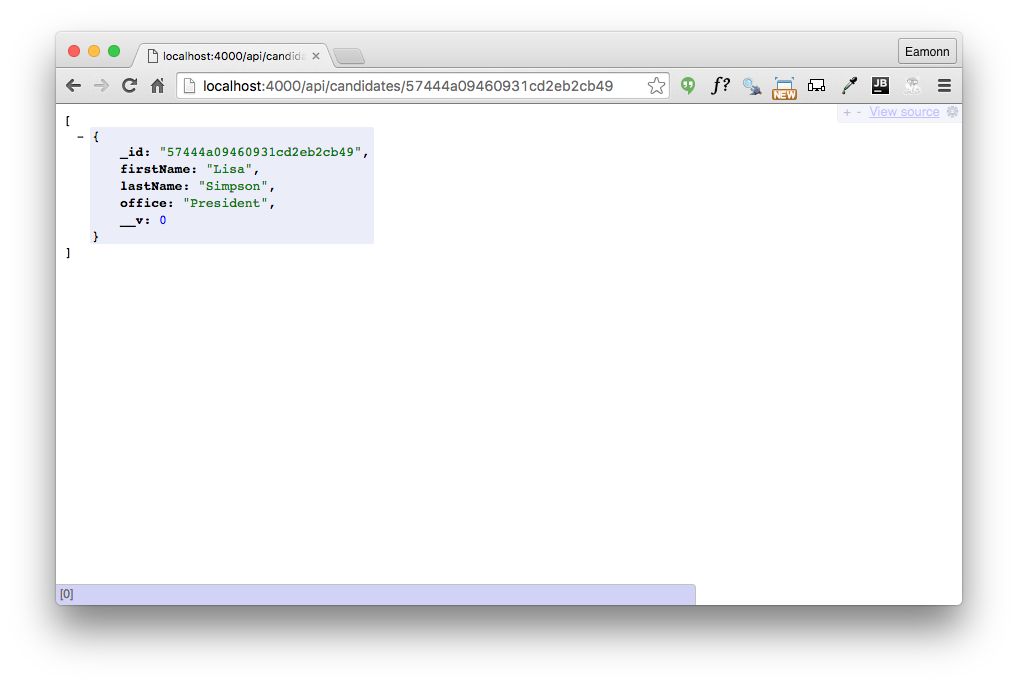 localhost:4000/api/candida
Eamonn
localhost:4000/api/candidates/57444a09460931cd2eb2cb49
f?
NEW
JB
+ - View source
[
− {
_id: "57444a09460931cd2eb2cb49",
firstName: "Lisa",
lastName: "Simpson",
office: "President",
__v: 0
}
]
[0]